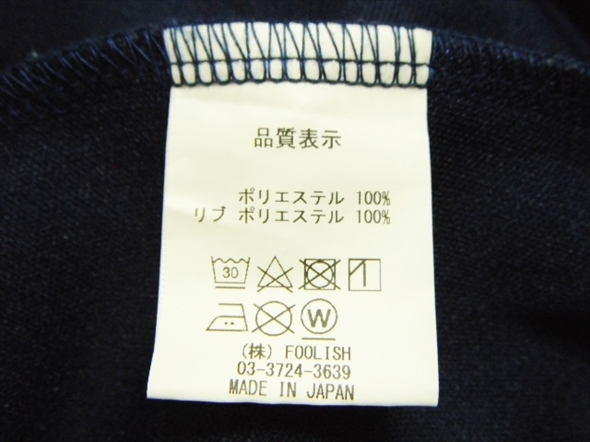 品質表示
ポリエステル 100%
リブ ポリエステル 100%
30
W
(株) FOOLISH
03-3724-3639
MADE IN JAPAN